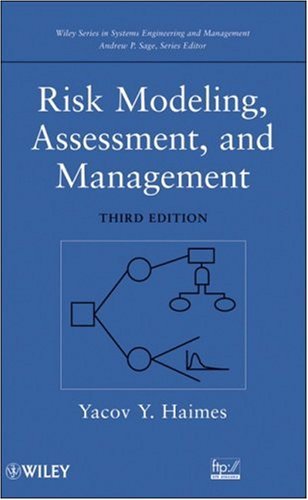 Wiley Series in Systems Engineering and Management
Andrew P. Sage, Series Editor
Risk Modeling,
Assessment, and
Management
THIRD EDITION
Yacov Y. Haimes
WILEY
ftp://